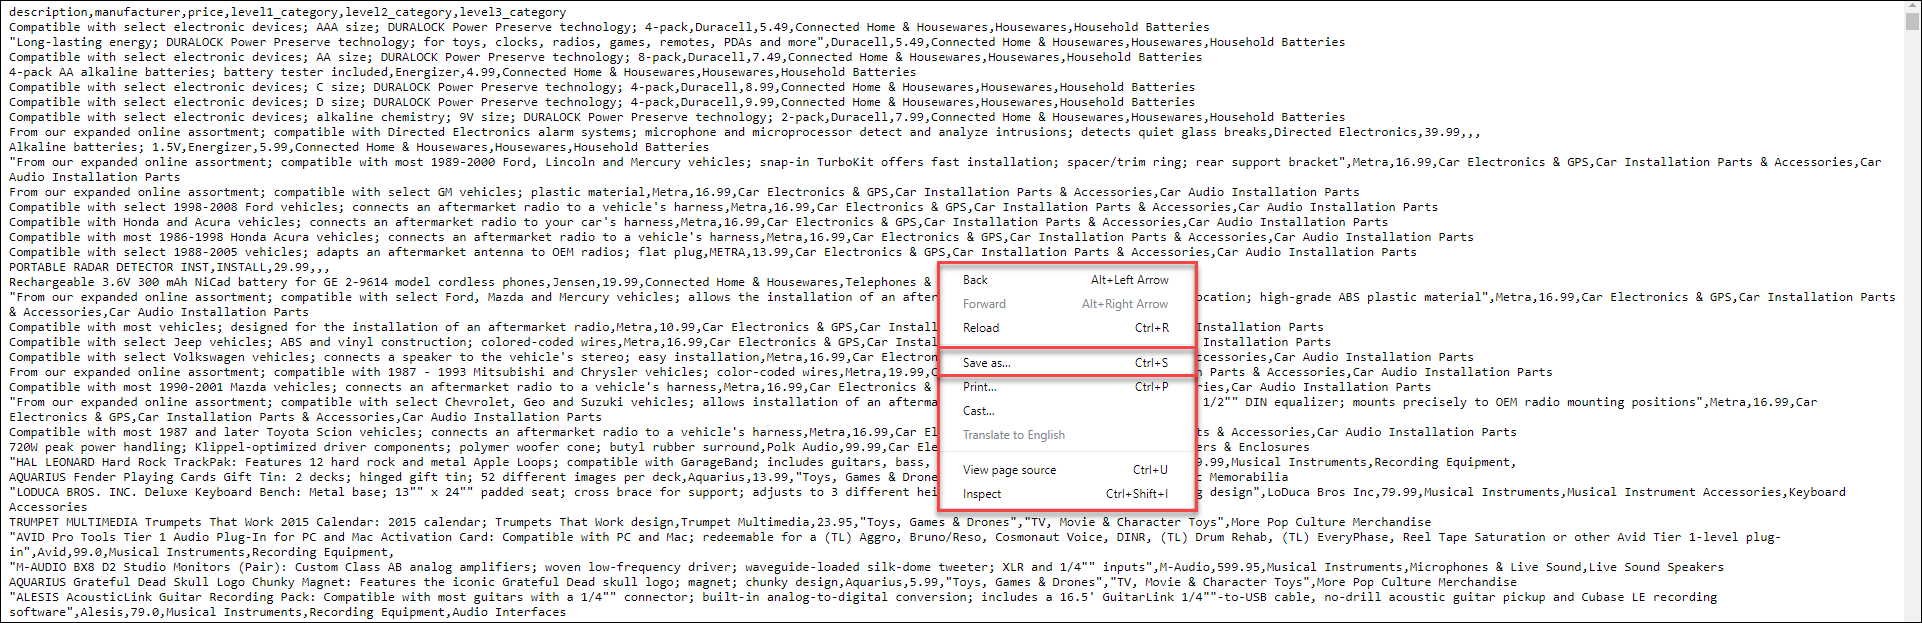 description,manufacturer,price,level1_category,level2_category,level3_category
Compatible with select electronic devices; AAA size; DURALOCK Power Preserve technology; 4-pack,Duracell,5.49,Connected Home & Housewares,Housewares,Household Batteries
"Long-lasting energy; DURALOCK Power Preserve technology; for toys, clocks, radios, games, remotes, PDAs and more",Duracell,5.49,Connected Home & Housewares,Housewares,Household Batteries
Compatible with select electronic devices; AA size; DURALOCK Power Preserve technology; 8-pack,Duracell,7.49,Connected Home & Housewares,Housewares,Household Batteries
4-pack AA alkaline batteries; battery tester included,Energizer,4.99,Connected Home & Housewares,Housewares,Household Batteries
Compatible with select electronic devices; C size; DURALOCK Power Preserve technology; 4-pack,Duracell,8.99,Connected Home & Housewares,Housewares,Household Batteries
Compatible with select electronic devices; D size; DURALOCK Power Preserve technology; 4-pack,Duracell,9.99,Connected Home & Housewares,Housewares,Household Batteries
Compatible with select electronic devices; alkaline chemistry; 9V size; DURALOCK Power Preserve technology; 2-pack,Duracell,7.99,Connected Home & Housewares,Housewares,Household Batteries
From our expanded online assortment; compatible with Directed Electronics alarm systems; microphone and microprocessor detect and analyze intrusions; detects quiet glass breaks,Directed Electronics,39.99,,,
Alkaline batteries; 1.5V,Energizer,5.99,Connected Home & Housewares,Housewares,Household Batteries
"From our expanded online assortment; compatible with most 1989-2000 Ford, Lincoln and Mercury vehicles; snap-in TurboKit offers fast installation; spacer/trim ring; rear support bracket",Metra,16.99,Car Electronics & GPS,Car Installation Parts & Accessories,Car
Audio Installation Parts
From our expanded online assortment; compatible with select GM vehicles; plastic material,Metra,16.99,Car Electronics & GPS,Car Installation Parts & Accessories,Car Audio Installation Parts
Compatible with select 1998-2008 Ford vehicles; connects an aftermarket radio to a vehicle's harness,Metra,16.99,Car Electronics & GPS,Car Installation Parts & Accessories,Car Audio Installation Parts
Compatible with Honda and Acura vehicles; connects an aftermarket radio to your car's harness,Metra,16.99,Car Electronics & GPS,Car Installation Parts & Accessories,Car Audio Installation Parts
Compatible with most 1986-1998 Honda Acura vehicles; connects an aftermarket radio to a vehicle's harness,Metra,16.99,Car Electronics & GPS,Car Installation Parts & Accessories,Car Audio Installation Parts
Compatible with select 1988-2005 vehicles; adapts an aftermarket antenna to OEM radios; flat plug,METRA,13.99,Car Electronics & GPS,Car Installation Parts & Accessories,Car Audio Installation Parts
PORTABLE RADAR DETECTOR INST,INSTALL,29.99,,,
Rechargeable 3.6V 300 mAh NiCad battery for GE 2-9614 model cordless phones,Jensen,19.99,Connected Home & Housewares,Telephones &
"From our expanded online assortment; compatible with select Ford, Mazda and Mercury vehicles; allows the installation of an after ocation; high-grade ABS plastic material",Metra,16.99,Car Electronics & GPS,Car Installation Parts
& Accessories,Car Audio Installation Parts
Compatible with most vehicles; designed for the installation of an aftermarket radio,Metra,10.99,Car Electronics & GPS,Car Instal Installation Parts
Compatible with select Jeep vehicles; ABS and vinyl construction; colored-coded wires,Metra,16.99,Car Electronics & GPS,Car Insta Installation Parts
Compatible with select Volkswagen vehicles; connects a speaker to the vehicle's stereo; easy installation,Metra,16.99,Car Electron ccessories,Car Audio Installation Parts
From our expanded online assortment; compatible with 1987 - 1993 Mitsubishi and Chrysler vehicles; color-coded wires,Metra,19.99,C Parts & Accessories,Car Audio Installation Parts
Compatible with most 1990-2001 Mazda vehicles; connects an aftermarket radio to a vehicle's harness,Metra,16.99,Car Electronics & ries,Car Audio Installation Parts
"From our expanded online assortment; compatible with select Chevrolet, Geo and Suzuki vehicles; allows installation of an afterma 1/2"" DIN equalizer; mounts precisely to OEM radio mounting positions",Metra,16.99,Car
Electronics & GPS,Car Installation Parts & Accessories,Car Audio Installation Parts
Compatible with most 1987 and later Toyota Scion vehicles; connects an aftermarket radio to a vehicle's harness,Metra,16.99,Car El ts & Accessories,Car Audio Installation Parts
720W peak power handling; Klippel-optimized driver components; polymer woofer cone; butyl rubber surround,Polk Audio,99.99,Car Ele rs & Enclosures
"HAL LEONARD Hard Rock TrackPak: Features 12 hard rock and metal Apple Loops; compatible with GarageBand; includes guitars, bass, 9.99,Musical Instruments,Recording Equipment,
AQUARIUS Fender Playing Cards Gift Tin: 2 decks; hinged gift tin; 52 different images per deck,Aquarius,13.99,"Toys, Games & Drone c Memorabilia
"LODUCA BROS. INC. Deluxe Keyboard Bench: Metal base; 13"" x 24"" padded seat; cross brace for support; adjusts to 3 different hei g design",LoDuca Bros Inc,79.99,Musical Instruments,Musical Instrument Accessories,Keyboard
Accessories
TRUMPET MULTIMEDIA Trumpets That Work 2015 Calendar: 2015 calendar; Trumpets That Work design,Trumpet Multimedia,23.95,"Toys, Games & Drones","TV, Movie & Character Toys",More Pop Culture Merchandise
"AVID Pro Tools Tier 1 Audio Plug-In for PC and Mac Activation Card: Compatible with PC and Mac; redeemable for a (TL) Aggro, Bruno/Reso, Cosmonaut Voice, DINR, (TL) Drum Rehab, (TL) EveryPhase, Reel Tape Saturation or other Avid Tier 1-level plug-
in",Avid,99.0,Musical Instruments,Recording Equipment,
"M-AUDIO BX8 D2 Studio Monitors (Pair): Custom Class AB analog amplifiers; woven low-frequency driver; waveguide-loaded silk-dome tweeter; XLR and 1/4"" inputs",M-Audio,599.95,Musical Instruments,Microphones & Live Sound,Live Sound Speakers
AQUARIUS Grateful Dead Skull Logo Chunky Magnet: Features the iconic Grateful Dead skull logo; magnet; chunky design,Aquarius,5.99,"Toys, Games & Drones","TV, Movie & Character Toys",More Pop Culture Merchandise
"ALESIS AcousticLink Guitar Recording Pack: Compatible with most guitars with a 1/4"" connector; built-in analog-to-digital conversion; includes a 16.5' GuitarLink 1/4""-to-USB cable, no-drill acoustic guitar pickup and Cubase LE recording
software",Alesis,79.0,Musical Instruments,Recording Equipment,Audio Interfaces
Back Alt+Left Arrow
Forward Alt+Right Arrow
Reload Ctrl+R
Save as... Ctrl+S
Print... Ctrl+P
Cast...
Translate to English
View page source Ctrl+U
Inspect Ctrl+Shift+I